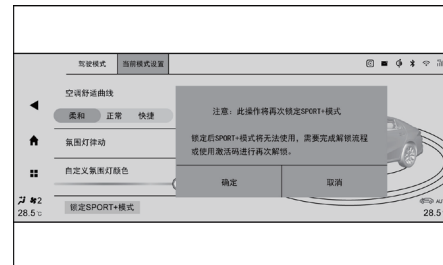 驾驶模式
当前模式设置
空调舒适曲线
柔和
正常
快捷
氛围灯律动
自定义氛围灯颜色
锁定SPORT+模式
注意：此操作将再次锁定SPORT+模式
锁定后SPORT+模式将无法使用，需要完成解锁流程
或使用激活码进行再次解锁。
确定
取消
2
28.5℃
AU
28.5